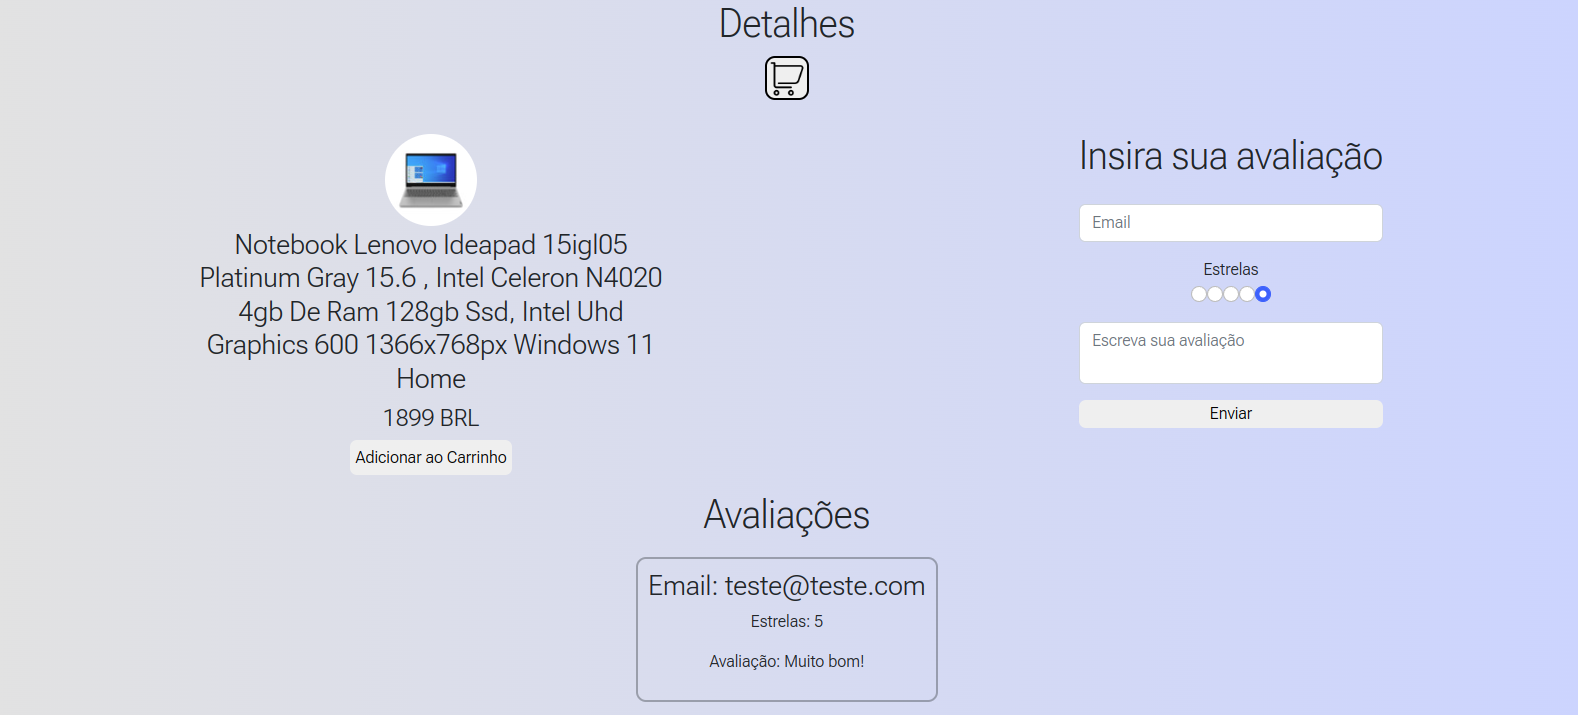 Detalhes
Notebook Lenovo Ideapad 15igl05
Platinum Gray 15.6 , Intel Celeron N4020
4gb De Ram 128gb Ssd, Intel Uhd
Graphics 600 1366x768px Windows 11
Home
1899 BRL
Adicionar ao Carrinho
Insira sua avaliação
Email
Estrelas
Escreva sua avaliação
Enviar
Avaliações
Email: teste@teste.com
Estrelas: 5
Avaliação: Muito bom!